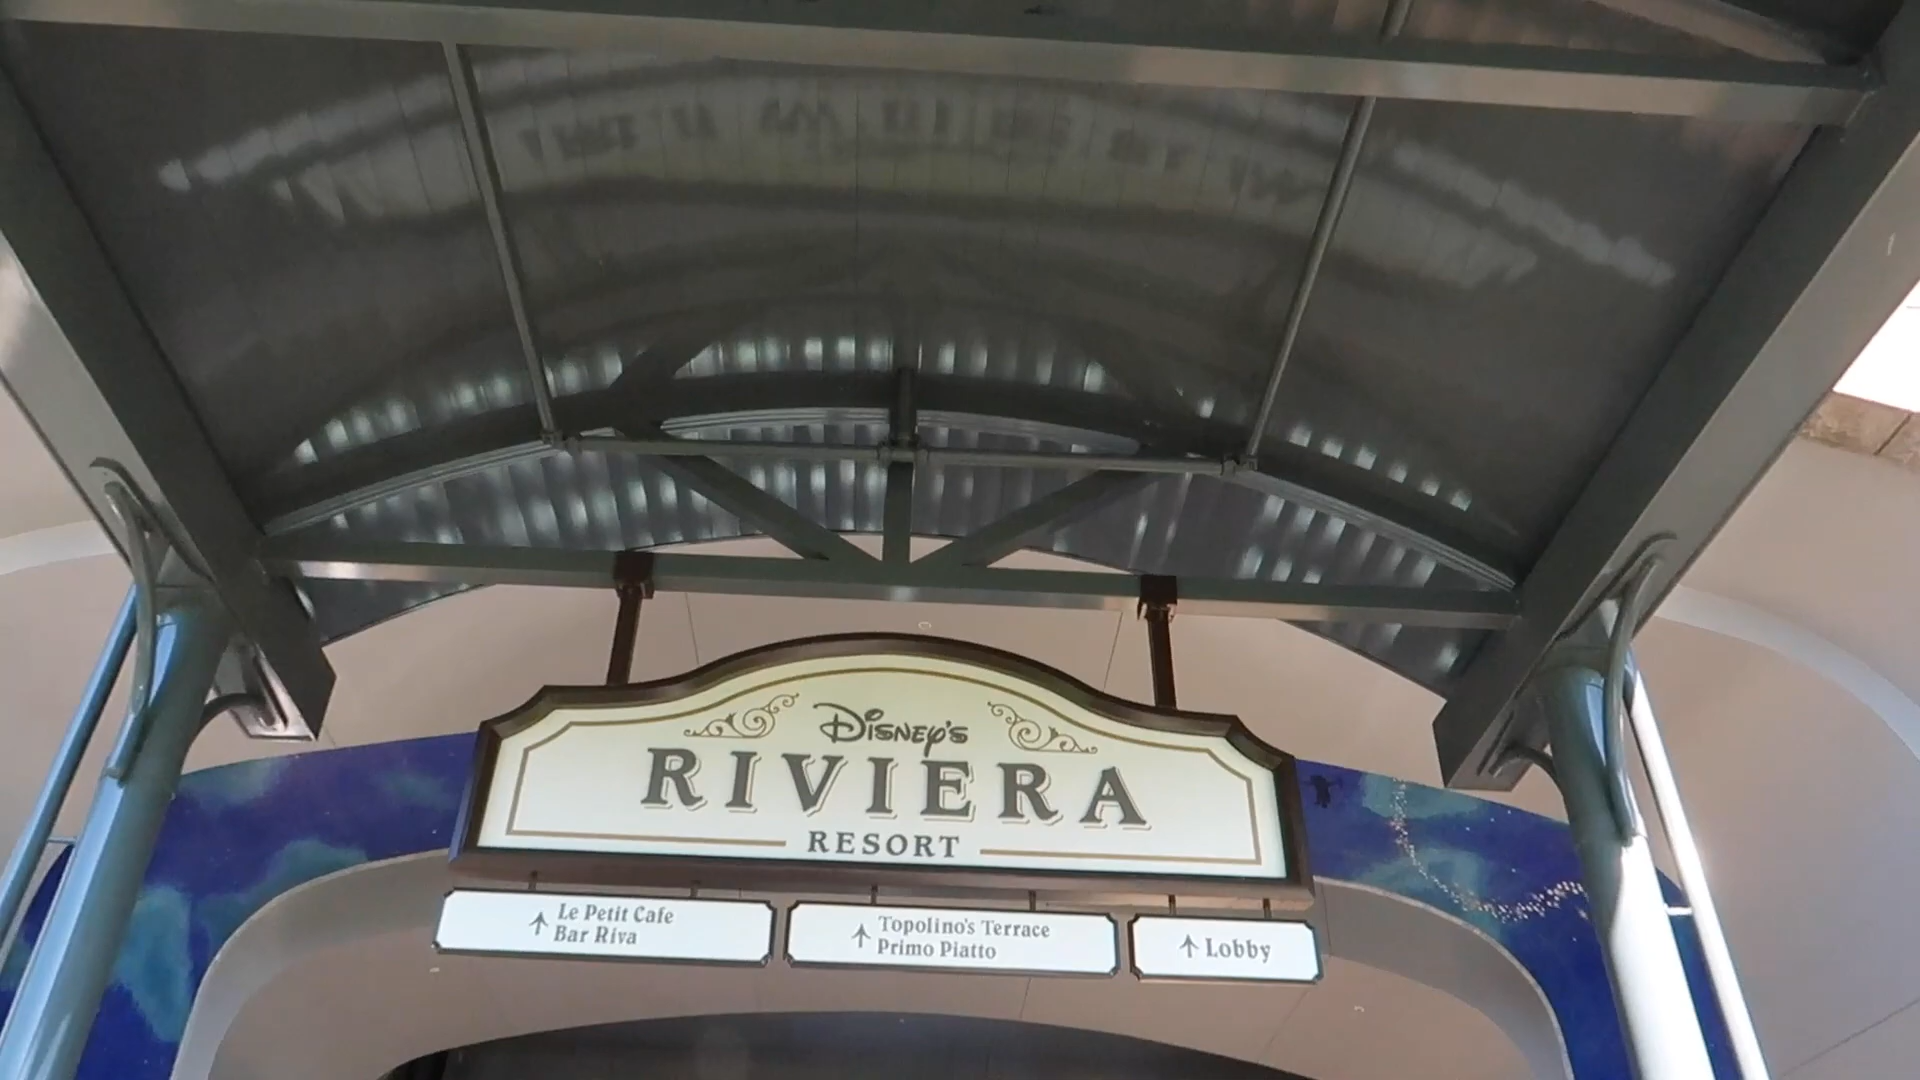 Disney's
RIVIERA
RESORT
Le Petit Cafe
Bar Riva
Topolino's Terrace
Primo Piatto
Lobby